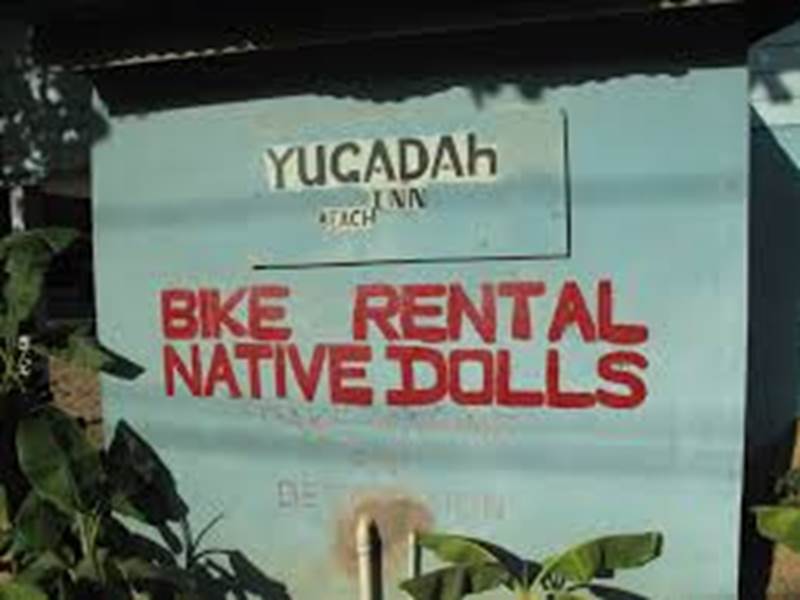 YUCADAh
INN
BEACH
BIKE RENTAL
NATIVE DOLLS